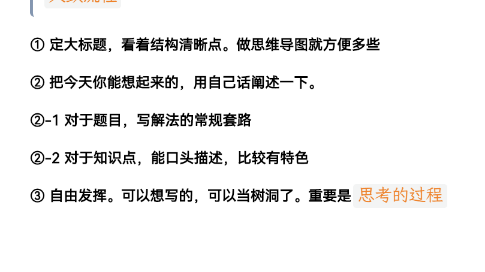 ① 定大标题，看着结构清晰点。做思维导图就方便多些
② 把今天你能想起来的，用自己话阐述一下。
②-1 对于题目，写解法的常规套路
②-2 对于知识点，能口头描述，比较有特色
③ 自由发挥。可以想写的，可以当树洞了。重要是 思考的过程